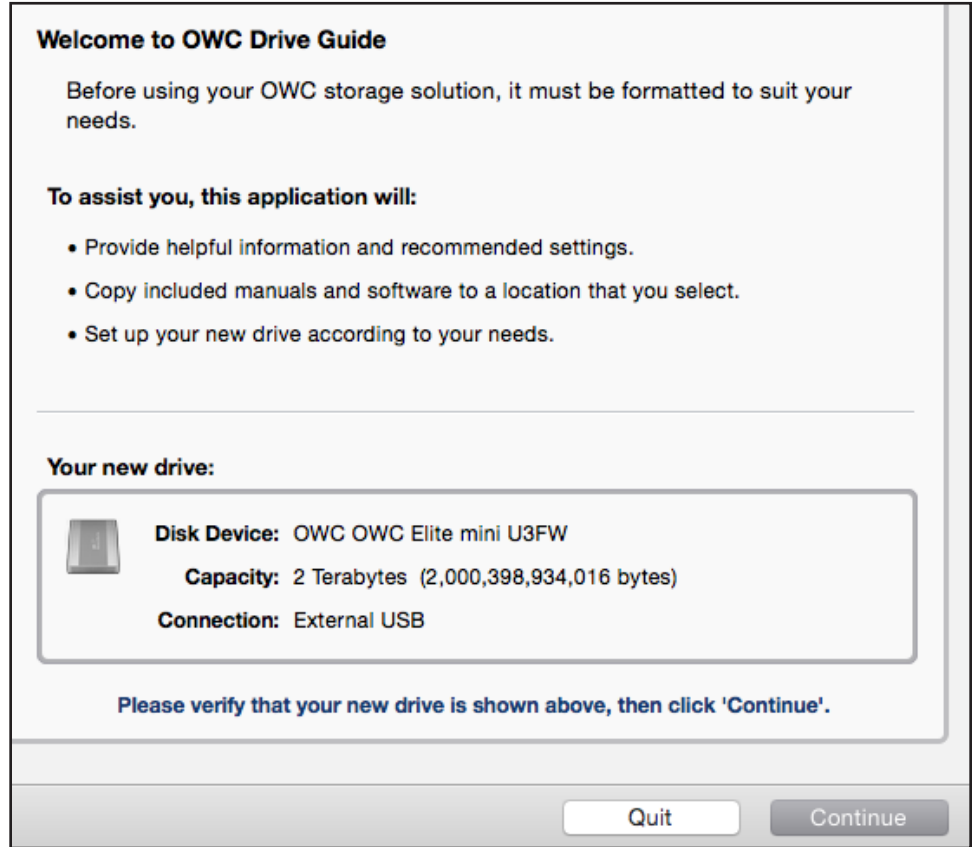 Welcome to OWC Drive Guide
Before using your OWC storage solution, it must be formatted to suit your
needs.
To assist you, this application will:
• Provide helpful information and recommended settings.
• Copy included manuals and software to a location that you select.
• Set up your new drive according to your needs.
Your new drive:
Disk Device: OWC OWC Elite mini U3FW
Capacity: 2 Terabytes (2,000,398,934,016 bytes)
Connection: External USB
Please verify that your new drive is shown above, then click 'Continue'.
Quit Continue